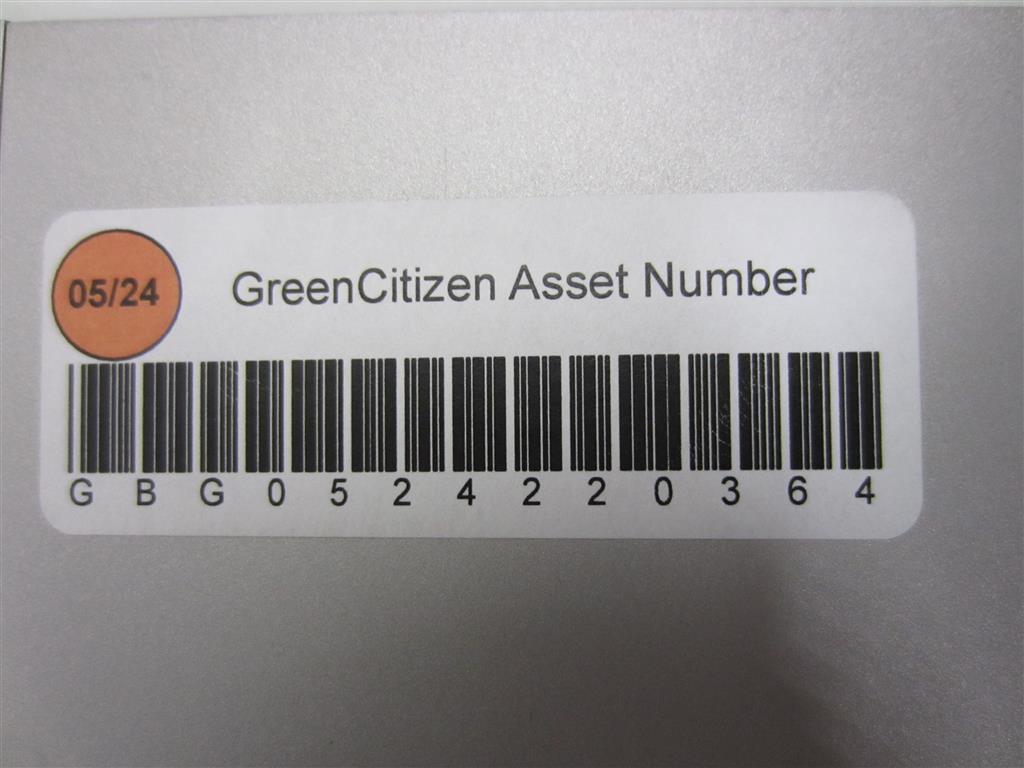 05/24
GreenCitizen Asset Number
G B G 0 5 2 4 2 2 0 3 6 4